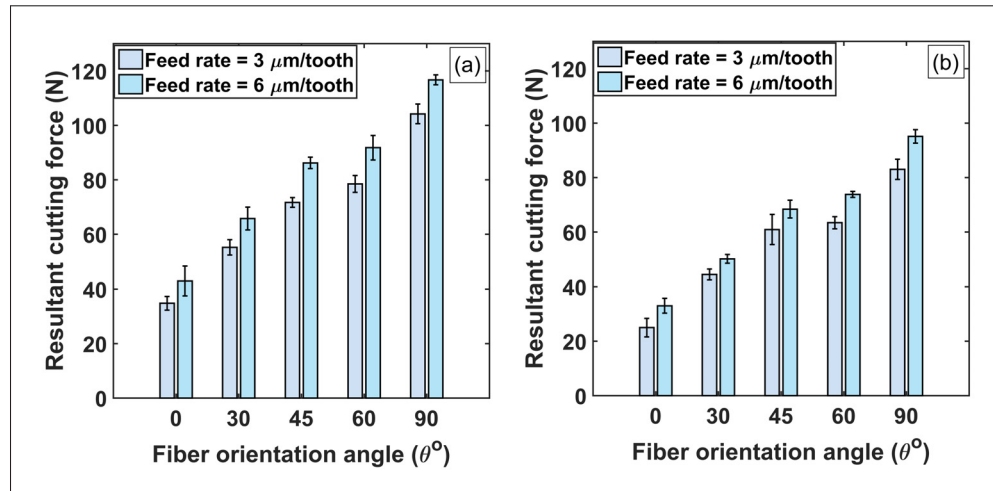 Feed rate = 3 μm/tooth
Feed rate = 6 μm/tooth
(a)
Resultant cutting force (N)
120
100
80
60
40
20
0
0 30 45 60 90
Fiber orientation angle (θ°)
Feed rate = 3 μm/tooth
Feed rate = 6 μm/tooth
(b)
Resultant cutting force (N)
120
100
80
60
40
20
0
0 30 45 60 90
Fiber orientation angle (θ°)